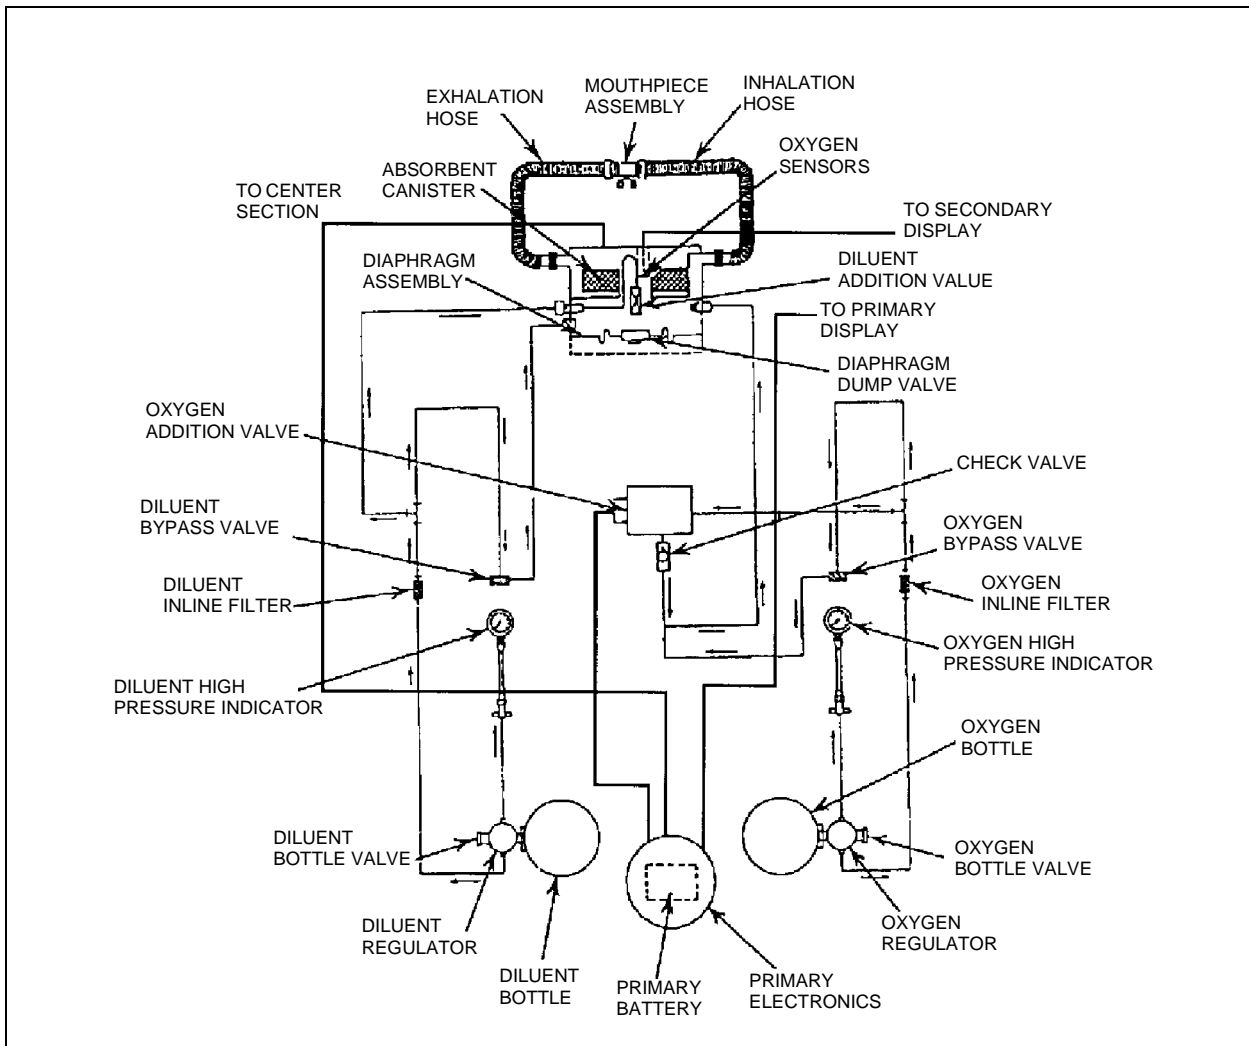 MOUTHPIECE
ASSEMBLY
INHALATION
HOSE
EXHALATION
HOSE
OXYGEN
SENSORS
ABSORBENT
CANISTER
TO CENTER
SECTION
TO SECONDARY
DISPLAY
DIAPHRAGM
ASSEMBLY
DILUENT
ADDITION VALUE
TO PRIMARY
DISPLAY
DIAPHRAGM
DUMP VALVE
OXYGEN
ADDITION VALVE
CHECK VALVE
DILUENT
BYPASS VALVE
OXYGEN
BYPASS VALVE
DILUENT
INLINE FILTER
OXYGEN
INLINE FILTER
OXYGEN HIGH
PRESSURE INDICATOR
DILUENT HIGH
PRESSURE INDICATOR
OXYGEN
BOTTLE
DILUENT
BOTTLE VALVE
OXYGEN
BOTTLE VALVE
DILUENT
REGULATOR
OXYGEN
REGULATOR
DILUENT
BOTTLE
PRIMARY
BATTERY
PRIMARY
ELECTRONICS